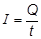 I = Q/t